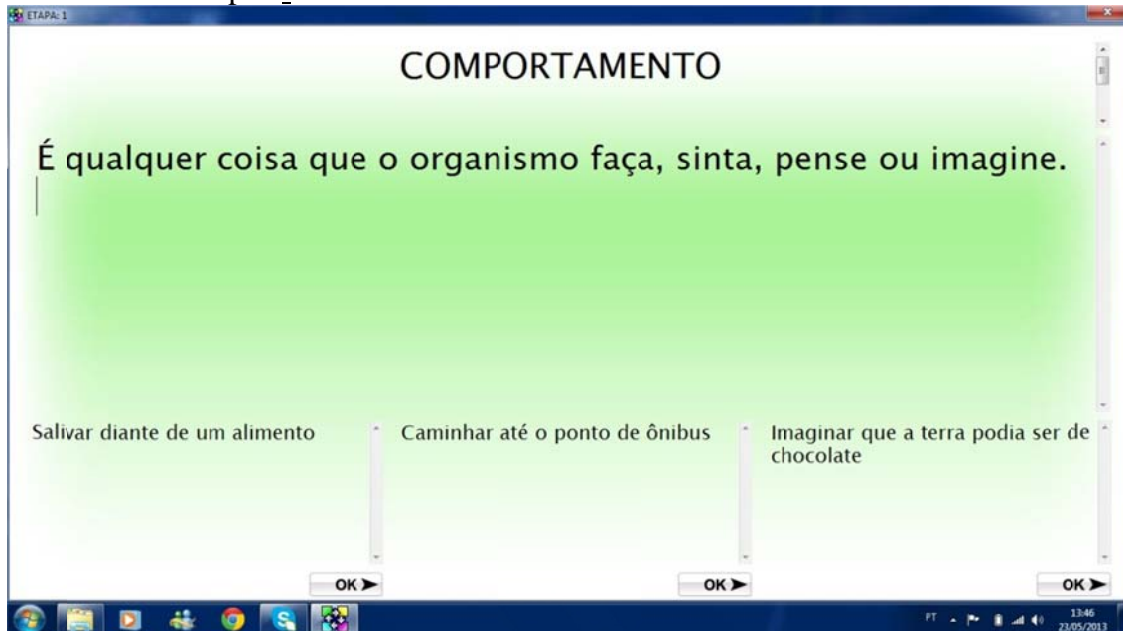 ETAPA: 1
COMPORTAMENTO
É qualquer coisa que o organismo faça, sinta, pense ou imagine.
Salivar diante de um alimento
Caminhar até o ponto de ônibus
Imaginar que a terra podia ser de
chocolate
OK
OK
OK
PT
13:46
23/05/2013